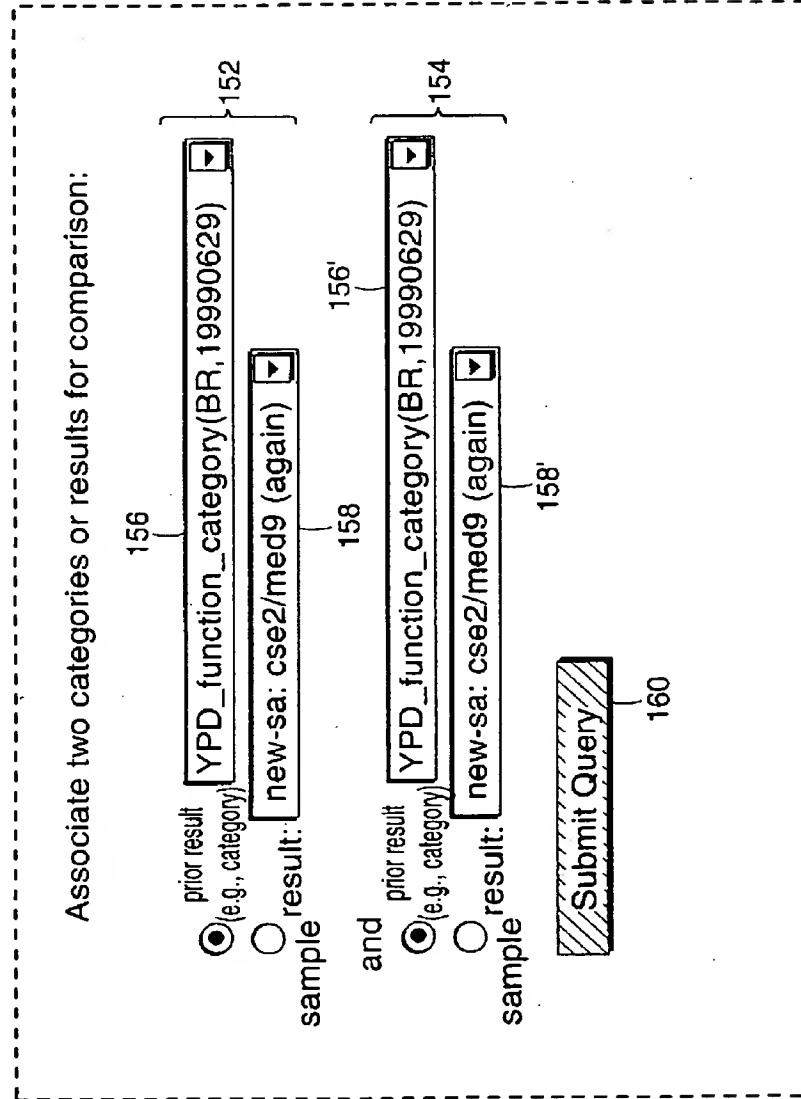 Associate two categories or results for comparison:
156
prior result
(e.g., category)
YPD_function_category(BR,19990629)
152
result:
sample
new-sa: cse2/med9 (again)
158
and
156'
prior result
(e.g., category)
YPD_function_category(BR,19990629)
154
result:
sample
new-sa: cse2/med9 (again)
158'
Submit Query
160